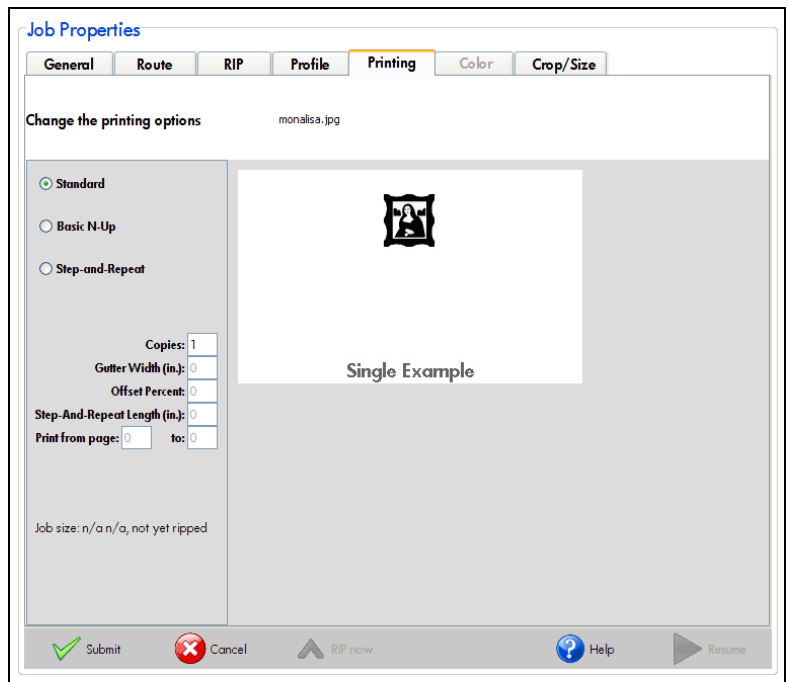 Job Properties
General Route RIP Profile Printing Color Crop/Size
Change the printing options monalisa.jpg
Standard
Basic N-Up
Step-and-Repeat
Copies: 1
Gutter Width (in.): 0
Offset Percent: 0
Step-And-Repeat Length (in.): 0
Print from page: 0 to: 0
Single Example
Job size: n/a n/a, not yet ripped
Submit Cancel RIP now Help Resume